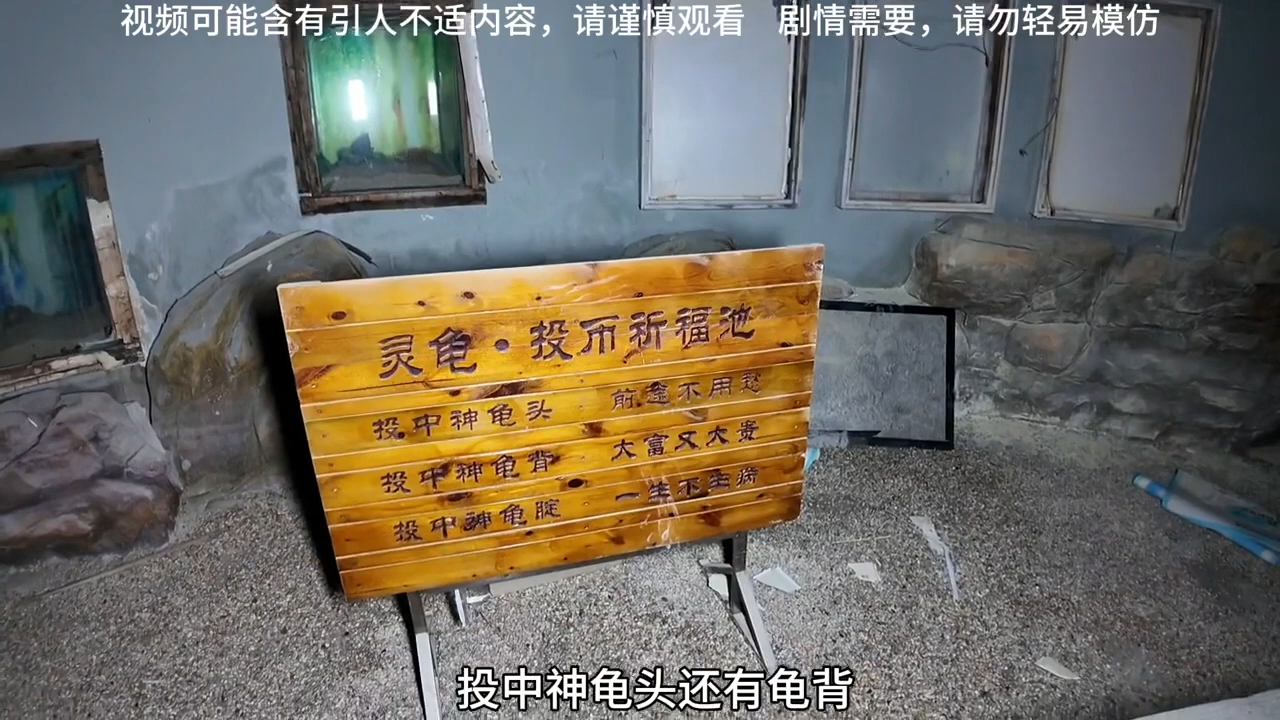 视频可能含有引人不适内容，请谨慎观看 剧情需要，请勿轻易模仿
灵龟·投币祈福池
投中神龟头 前途不用愁
投中神龟背 大富又大贵
投中神龟腚 一生不生病
投中神龟头还有龟背